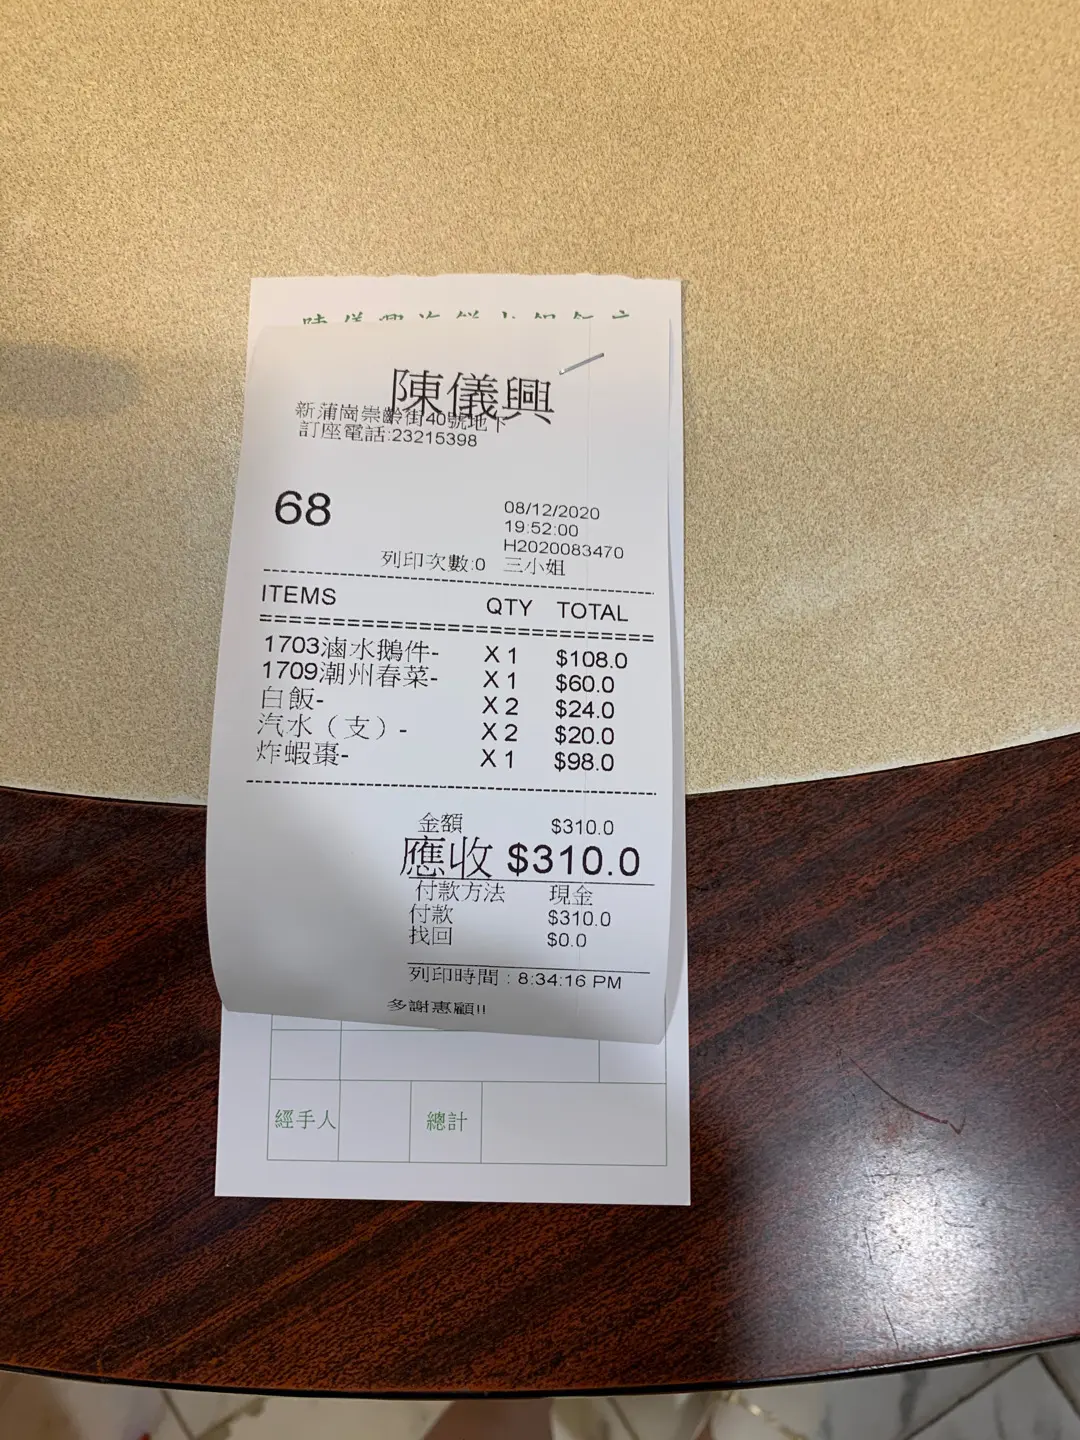 陳儀興
新蒲崗崇齡街40號地下
訂座電話:23215398
68
08/12/2020
19:52:00
H2020083470
列印次數:0 三小姐
ITEMS QTY TOTAL
1703滷水鵝件- X 1 $108.0
1709潮州春菜- X 1 $60.0
白飯- X 2 $24.0
汽水（支）- X 2 $20.0
炸蝦棗- X 1 $98.0
金額 $310.0
應收 $310.0
付款方法 現金
付款 $310.0
找回 $0.0
列印時間 : 8:34:16 PM
多謝惠顧!!
經手人 總計